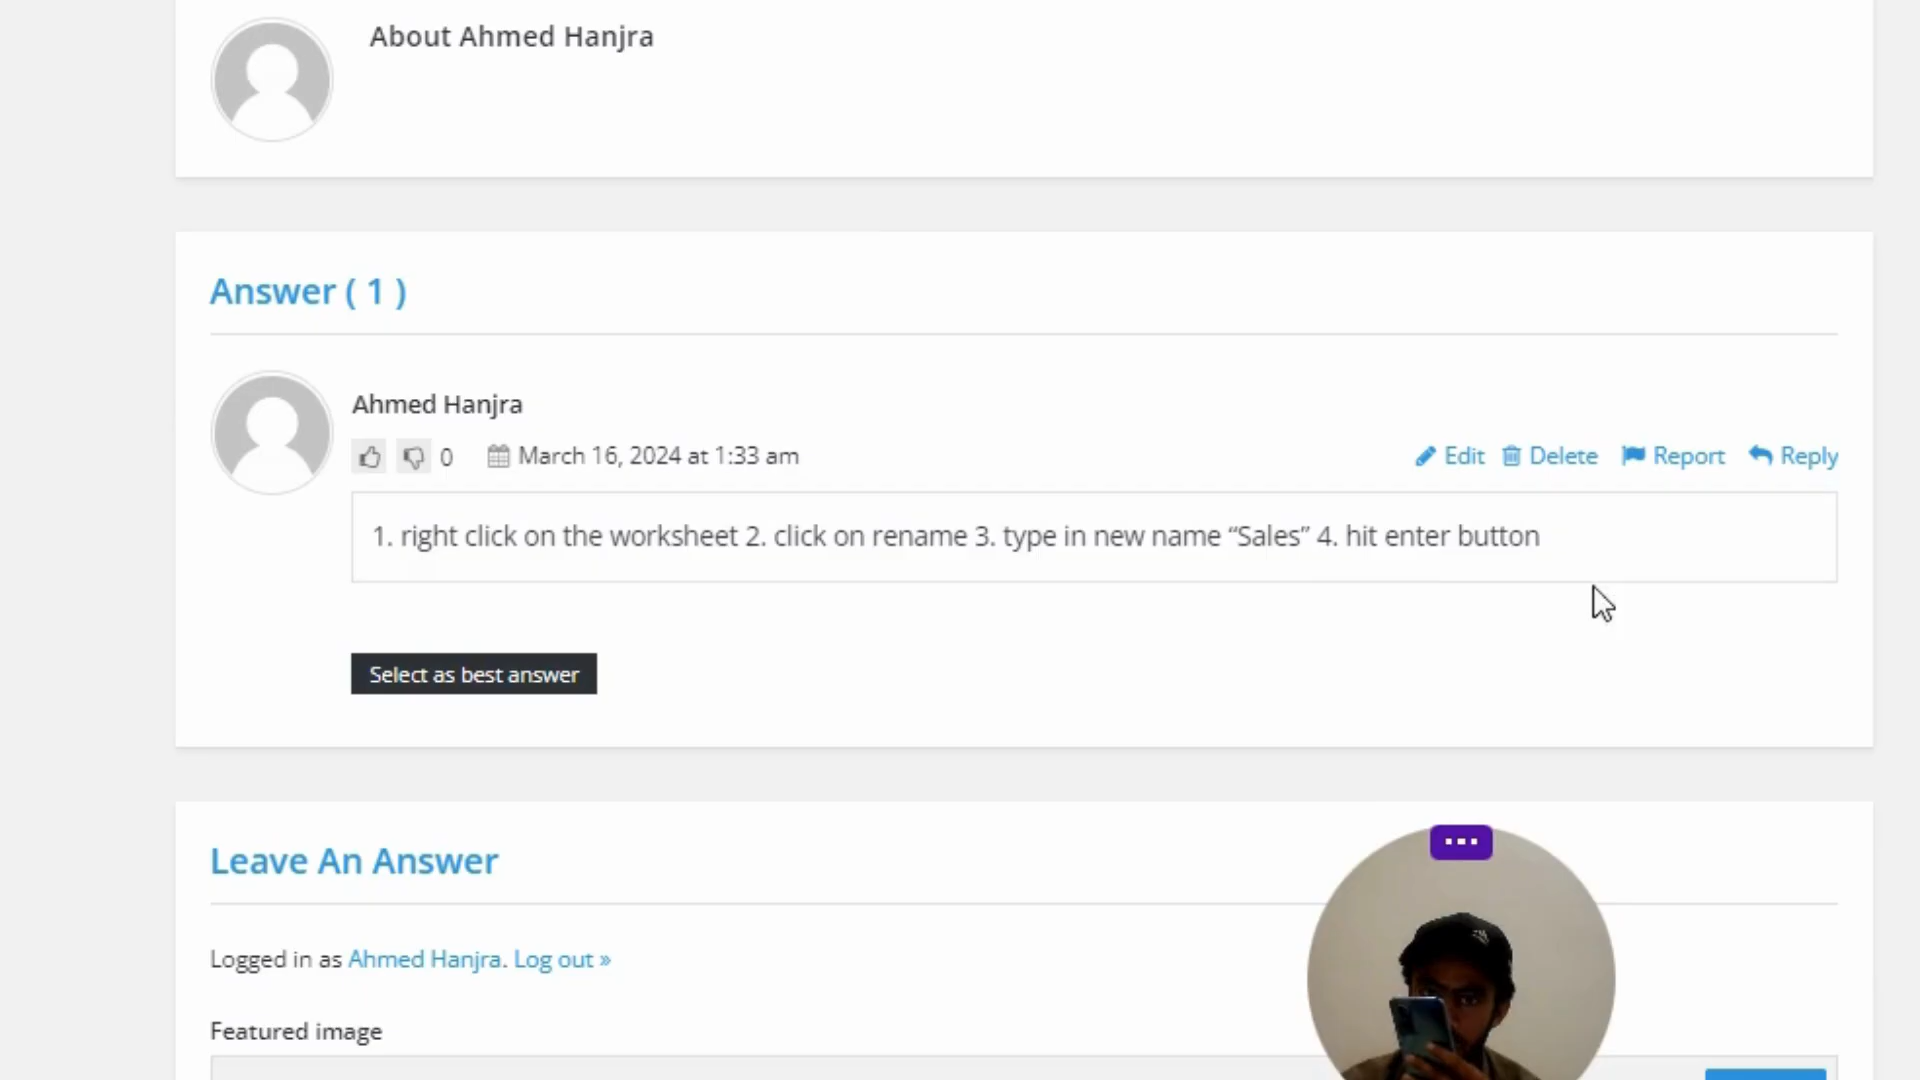 About Ahmed Hanjra
Answer ( 1 )
Ahmed Hanjra
0 March 16, 2024 at 1:33 am Edit Delete Report Reply
1. right click on the worksheet 2. click on rename 3. type in new name “Sales” 4. hit enter button
Select as best answer
Leave An Answer
Logged in as Ahmed Hanjra. Log out »
Featured image